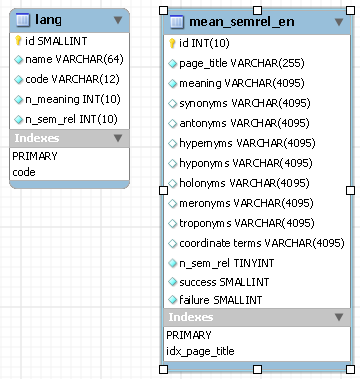 lang
id SMALLINT
name VARCHAR(64)
code VARCHAR(12)
n_meaning INT(10)
n_sem_rel INT(10)
Indexes
PRIMARY
code
mean_semrel_en
id INT(10)
page_title VARCHAR(255)
meaning VARCHAR(4095)
synonyms VARCHAR(4095)
antonyms VARCHAR(4095)
hypernyms VARCHAR(4095)
hyponyms VARCHAR(4095)
holonyms VARCHAR(4095)
meronyms VARCHAR(4095)
troponyms VARCHAR(4095)
coordinate terms VARCHAR(4095)
n_sem_rel TINYINT
success SMALLINT
failure SMALLINT
Indexes
PRIMARY
idx_page_title